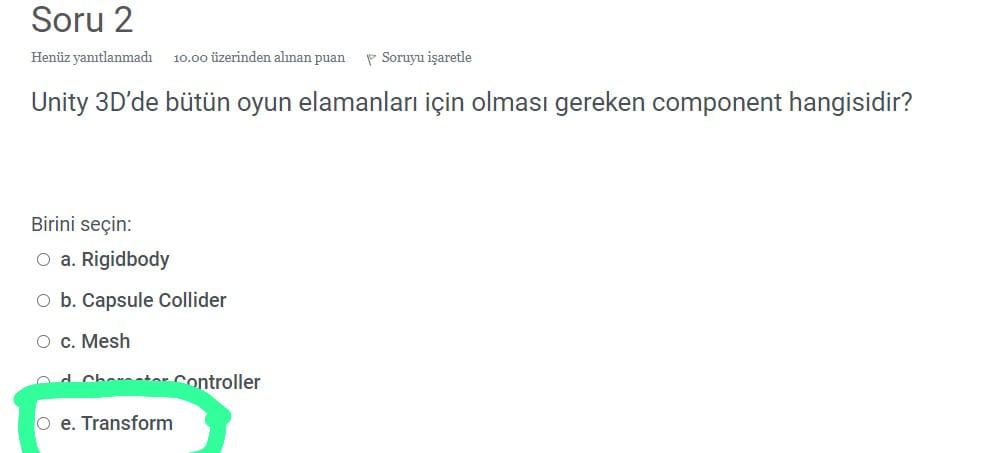 Soru 2
Henüz yanıtlanmadı 10.00 üzerinden alınan puan Soruyu işaretle
Unity 3D’de bütün oyun elamanları için olması gereken component hangisidir?
Birini seçin:
a. Rigidbody
b. Capsule Collider
c. Mesh
d. Character Controller
e. Transform